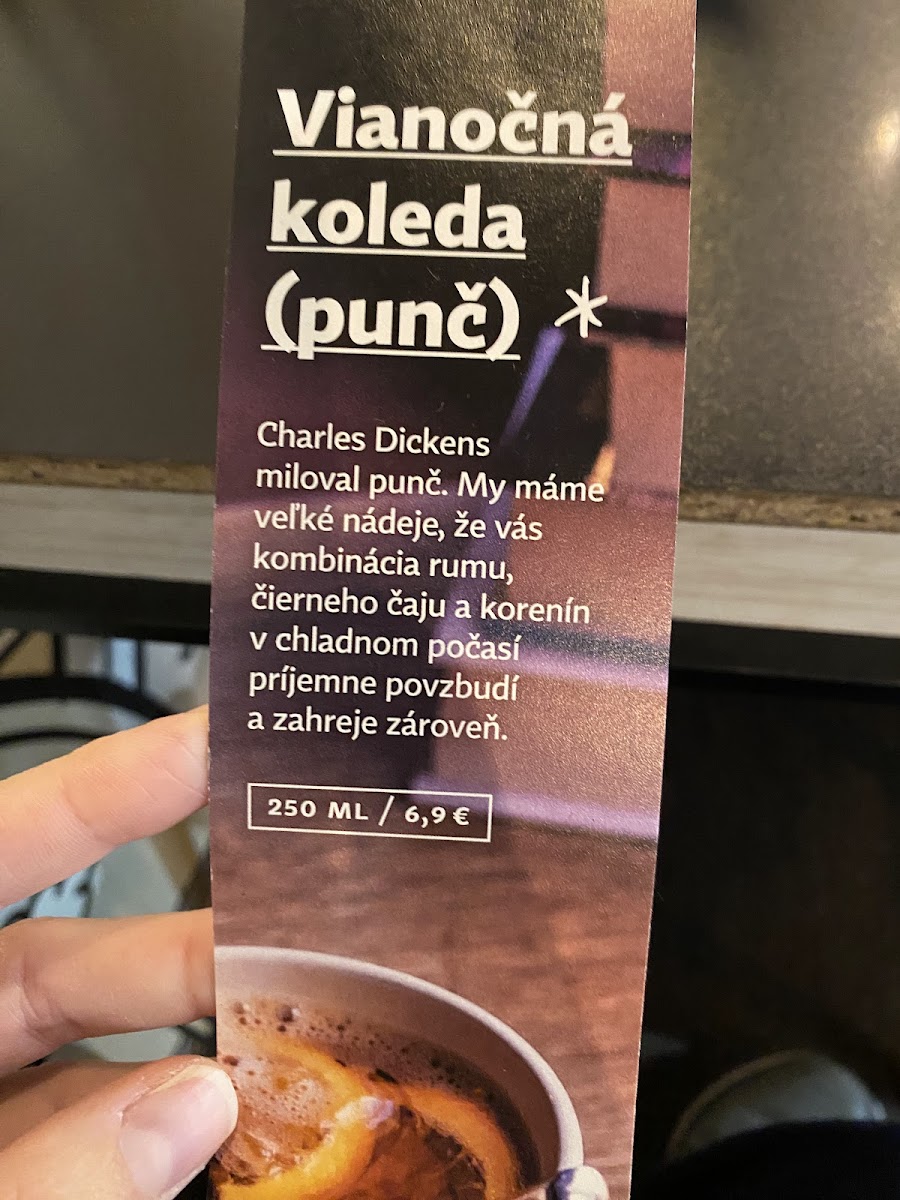 Vianočná
koleda
(punč) *
Charles Dickens
miloval punč. My máme
veľké nádeje, že vás
kombinácia rumu,
čierneho čaju a korenín
v chladnom počasí
príjemne povzbudí
a zahreje zároveň.
250 ML / 6,9 €